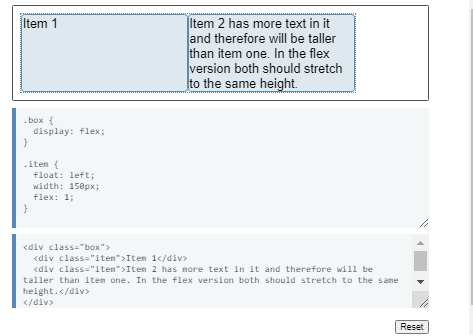 Item 1
Item 2 has more text in it
and therefore will be taller
than item one. In the flex
version both should stretch
to the same height.
.box {
  display: flex;
}
.item {
  float: left;
  width: 150px;
  flex: 1;
}
<div class="box">
  <div class="item">Item 1</div>
  <div class="item">Item 2 has more text in it and therefore will be
taller than item one. In the flex version both should stretch to the same
height.</div>
</div>
Reset